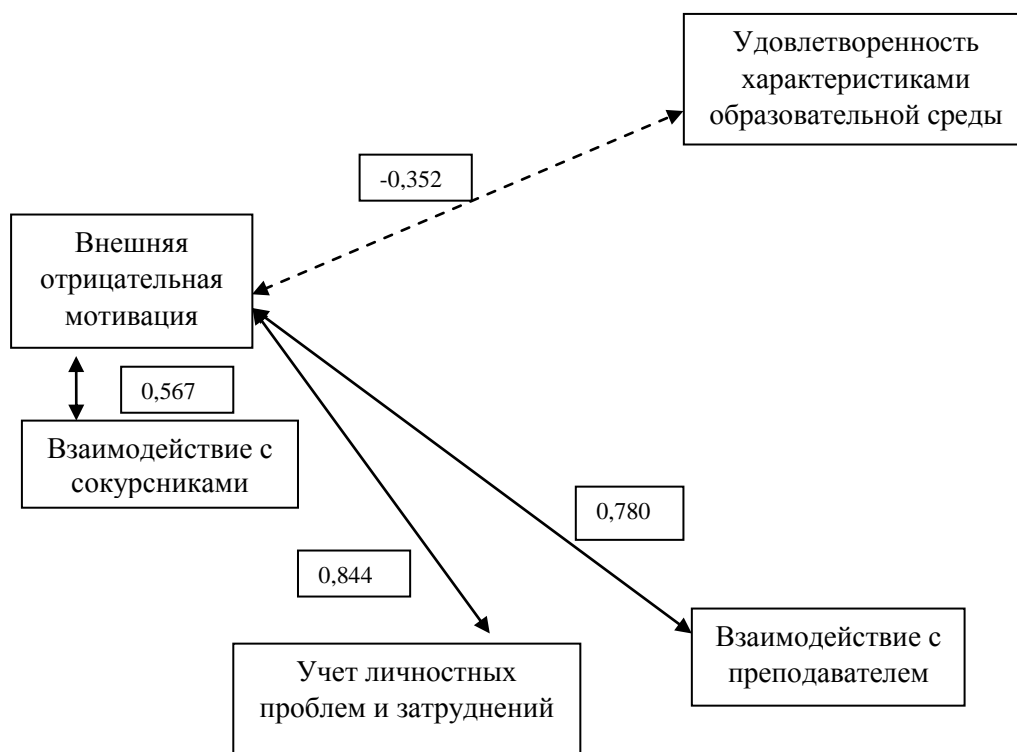 Удовлетворенность
характеристиками
образовательной среды
-0,352
Внешняя
отрицательная
мотивация
0,567
Взаимодействие с
сокурсниками
0,780
0,844
Взаимодействие с
преподавателем
Учет личностных
проблем и затруднений